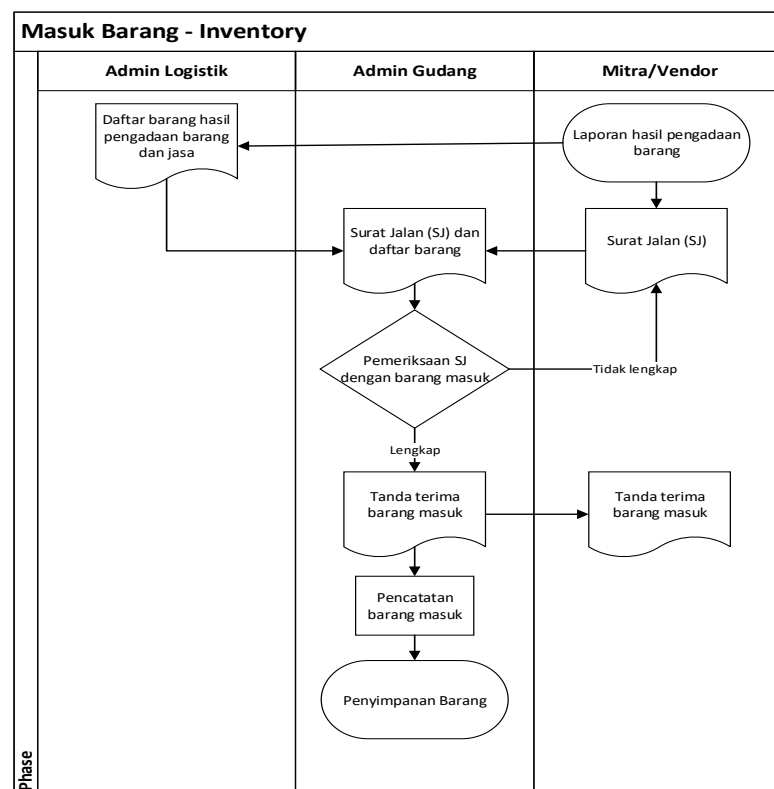 Masuk Barang - Inventory
Admin Logistik
Admin Gudang
Mitra/Vendor
Daftar barang hasil
pengadaan barang
dan jasa
Laporan hasil pengadaan
barang
Surat Jalan (SJ) dan
daftar barang
Surat Jalan (SJ)
Pemeriksaan SJ
dengan barang masuk
Tidak lengkap
Lengkap
Tanda terima
barang masuk
Tanda terima
barang masuk
Pencatatan
barang masuk
Penyimpanan Barang
Phase